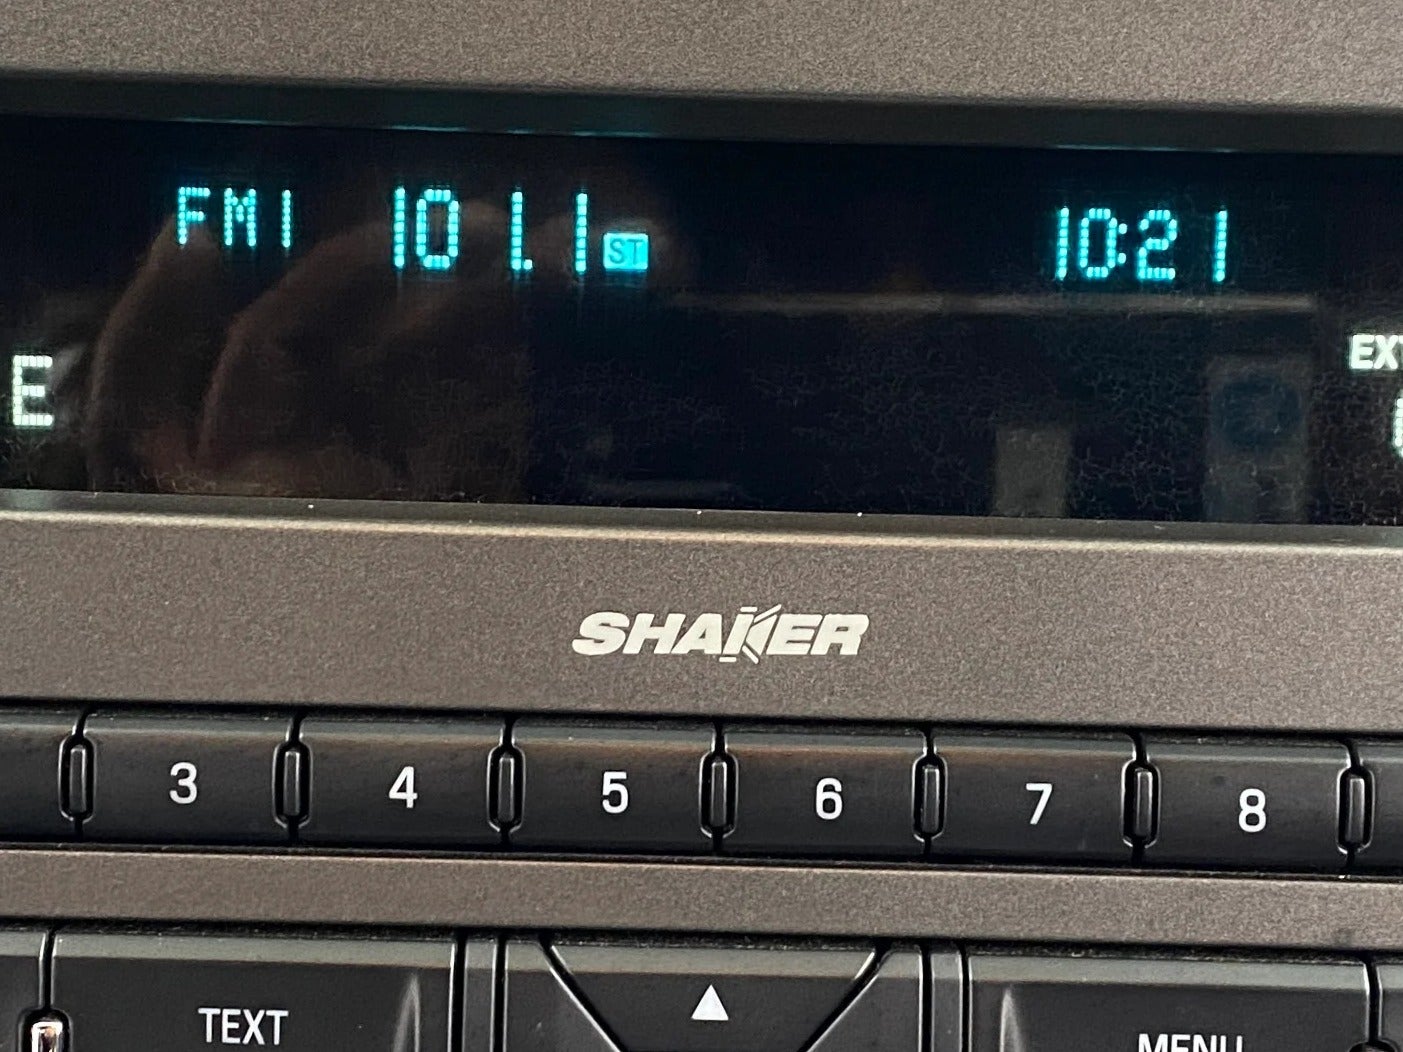 FM1 101.1 ST 10:21
E EXT
SHAKER
3 4 5 6 7 8
TEXT ▲ MENU